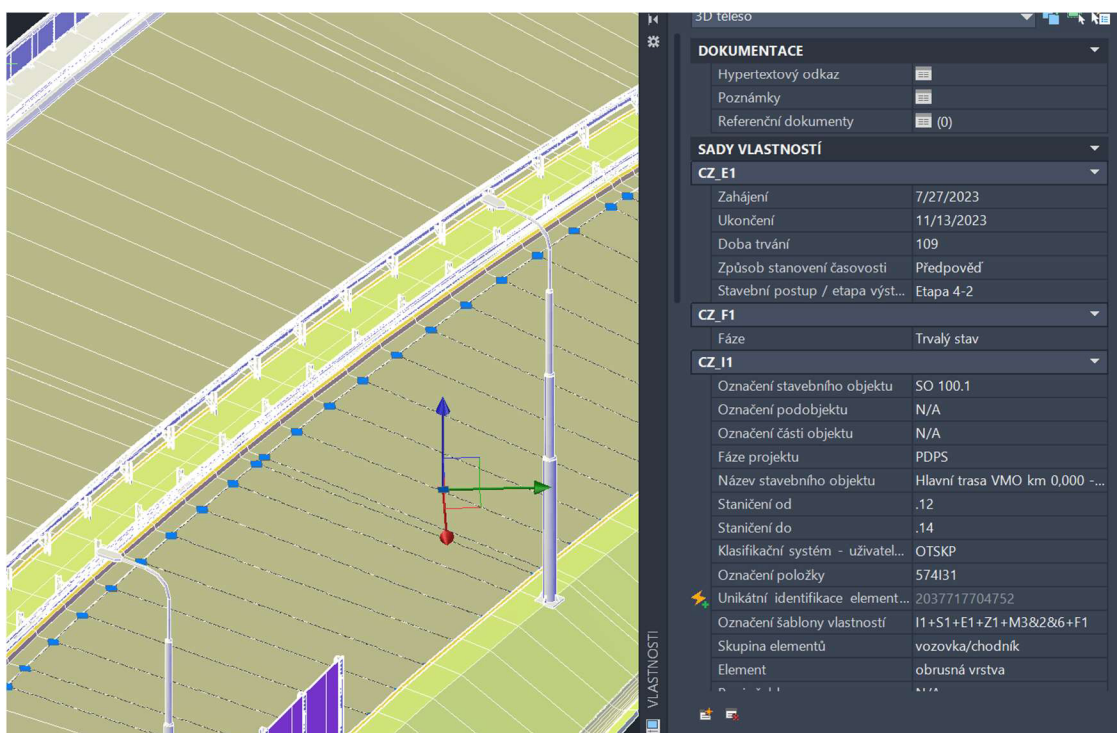 3D těleso
DOKUMENTACE
Hypertextový odkaz
Poznámky
Referenční dokumenty (0)
SADY VLASTNOSTÍ
CZ_E1
Zahájení 7/27/2023
Ukončení 11/13/2023
Doba trvání 109
Způsob stanovení časovosti Předpověď
Stavební postup / etapa výst... Etapa 4-2
CZ_F1
Fáze Trvalý stav
CZ_I1
Označení stavebního objektu SO 100.1
Označení podobjektu N/A
Označení části objektu N/A
Fáze projektu PDPS
Název stavebního objektu Hlavní trasa VMO km 0,000 -...
Staničení od .12
Staničení do .14
Klasifikační systém - uživatel... OTSKP
Označení položky 574I31
Unikátní identifikace element... 2037717704752
Označení šablony vlastností I1+S1+E1+Z1+M3&2&6+F1
Skupina elementů vozovka/chodník
Element obrusná vrstva
N/A
VLASTNOSTI